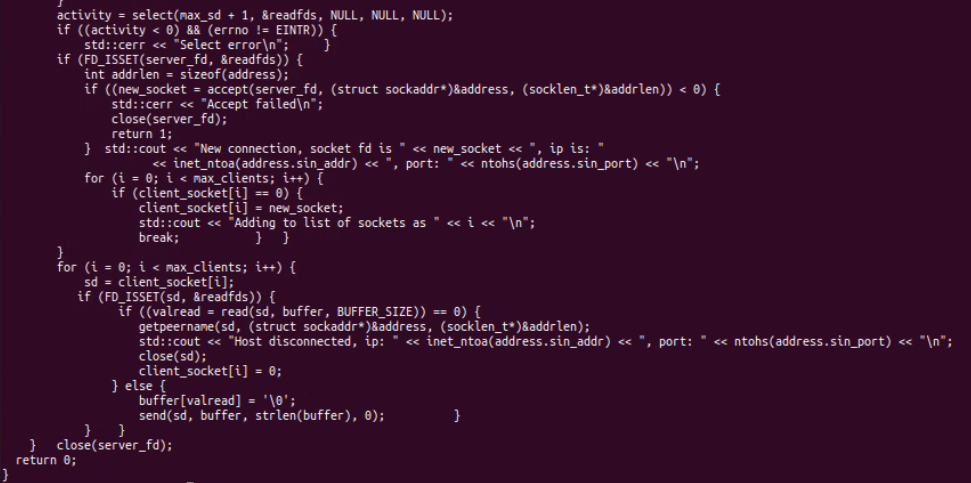 }
activity = select(max_sd + 1, &readfds, NULL, NULL, NULL);
if ((activity < 0) && (errno != EINTR)) {
std::cerr << "Select error\n";     }
if (FD_ISSET(server_fd, &readfds)) {
int addrlen = sizeof(address);
if ((new_socket = accept(server_fd, (struct sockaddr*)&address, (socklen_t*)&addrlen)) < 0) {
std::cerr << "Accept failed\n";
close(server_fd);
return 1;
}  std::cout << "New connection, socket fd is " << new_socket << ", ip is: "
<< inet_ntoa(address.sin_addr) << ", port: " << ntohs(address.sin_port) << "\n";
for (i = 0; i < max_clients; i++) {
if (client_socket[i] == 0) {
client_socket[i] = new_socket;
std::cout << "Adding to list of sockets as " << i << "\n";
break;           }   }
}
for (i = 0; i < max_clients; i++) {
sd = client_socket[i];
if (FD_ISSET(sd, &readfds)) {
if ((valread = read(sd, buffer, BUFFER_SIZE)) == 0) {
getpeername(sd, (struct sockaddr*)&address, (socklen_t*)&addrlen);
std::cout << "Host disconnected, ip: " << inet_ntoa(address.sin_addr) << ", port: " << ntohs(address.sin_port) << "\n";
close(sd);
client_socket[i] = 0;
} else {
buffer[valread] = '\0';
send(sd, buffer, strlen(buffer), 0);          }
}    }
}   close(server_fd);
return 0;
}